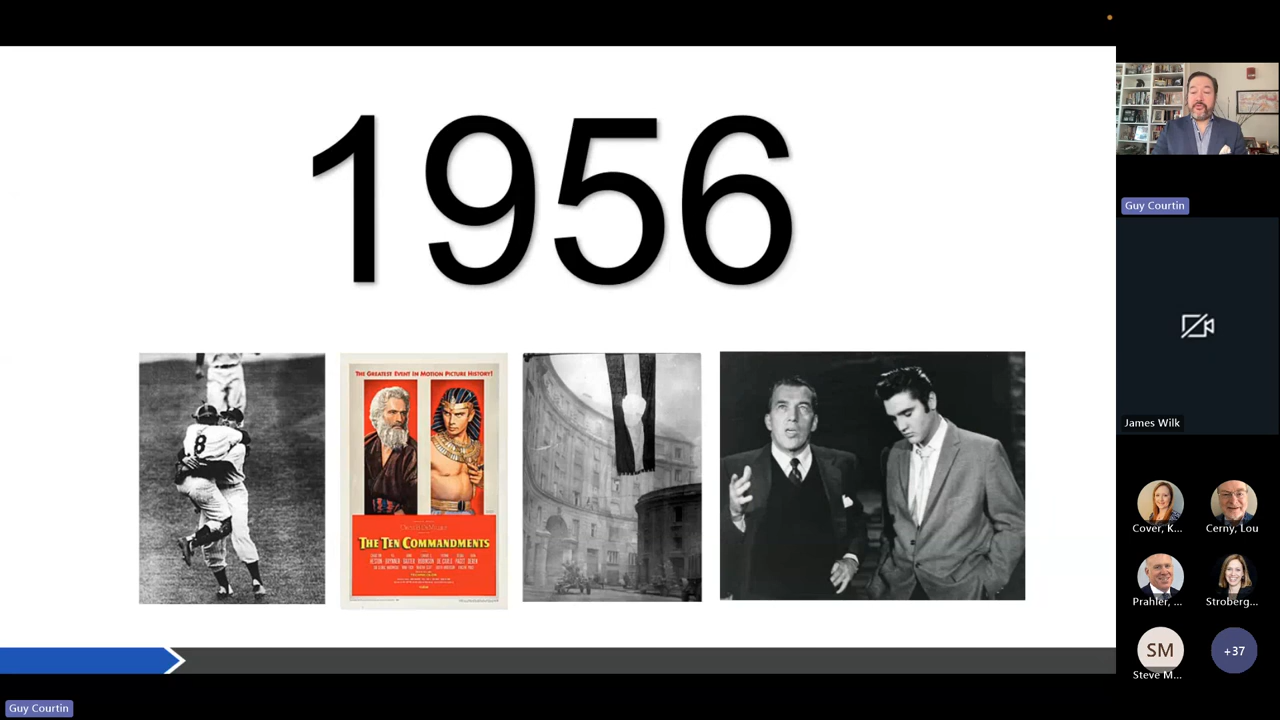 1956
8
THE GREATEST EVENT IN MOTION PICTURE HISTORY!
THE TEN COMMANDMENTS
Guy Courtin
James Wilk
Cover, K...
Cerny, Lou
Prahler, ...
Stroberg...
SM
+37
Steve M...
Guy Courtin